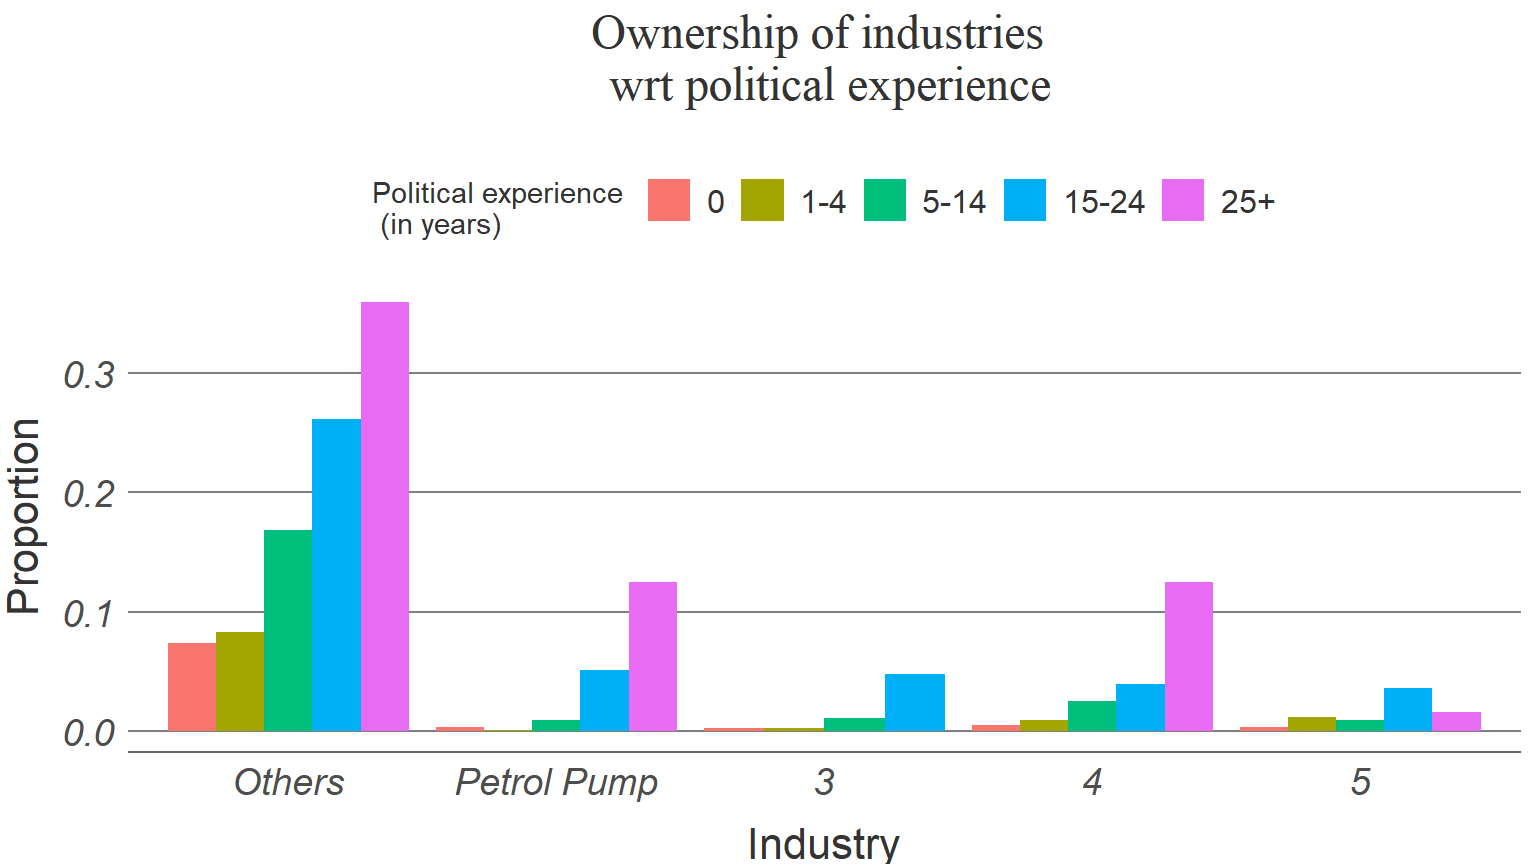 Ownership of industries
wrt political experience
Political experience
(in years)
0
1-4
5-14
15-24
25+
0.3
0.2
0.1
0.0
Proportion
Others
Petrol Pump
3
4
5
Industry